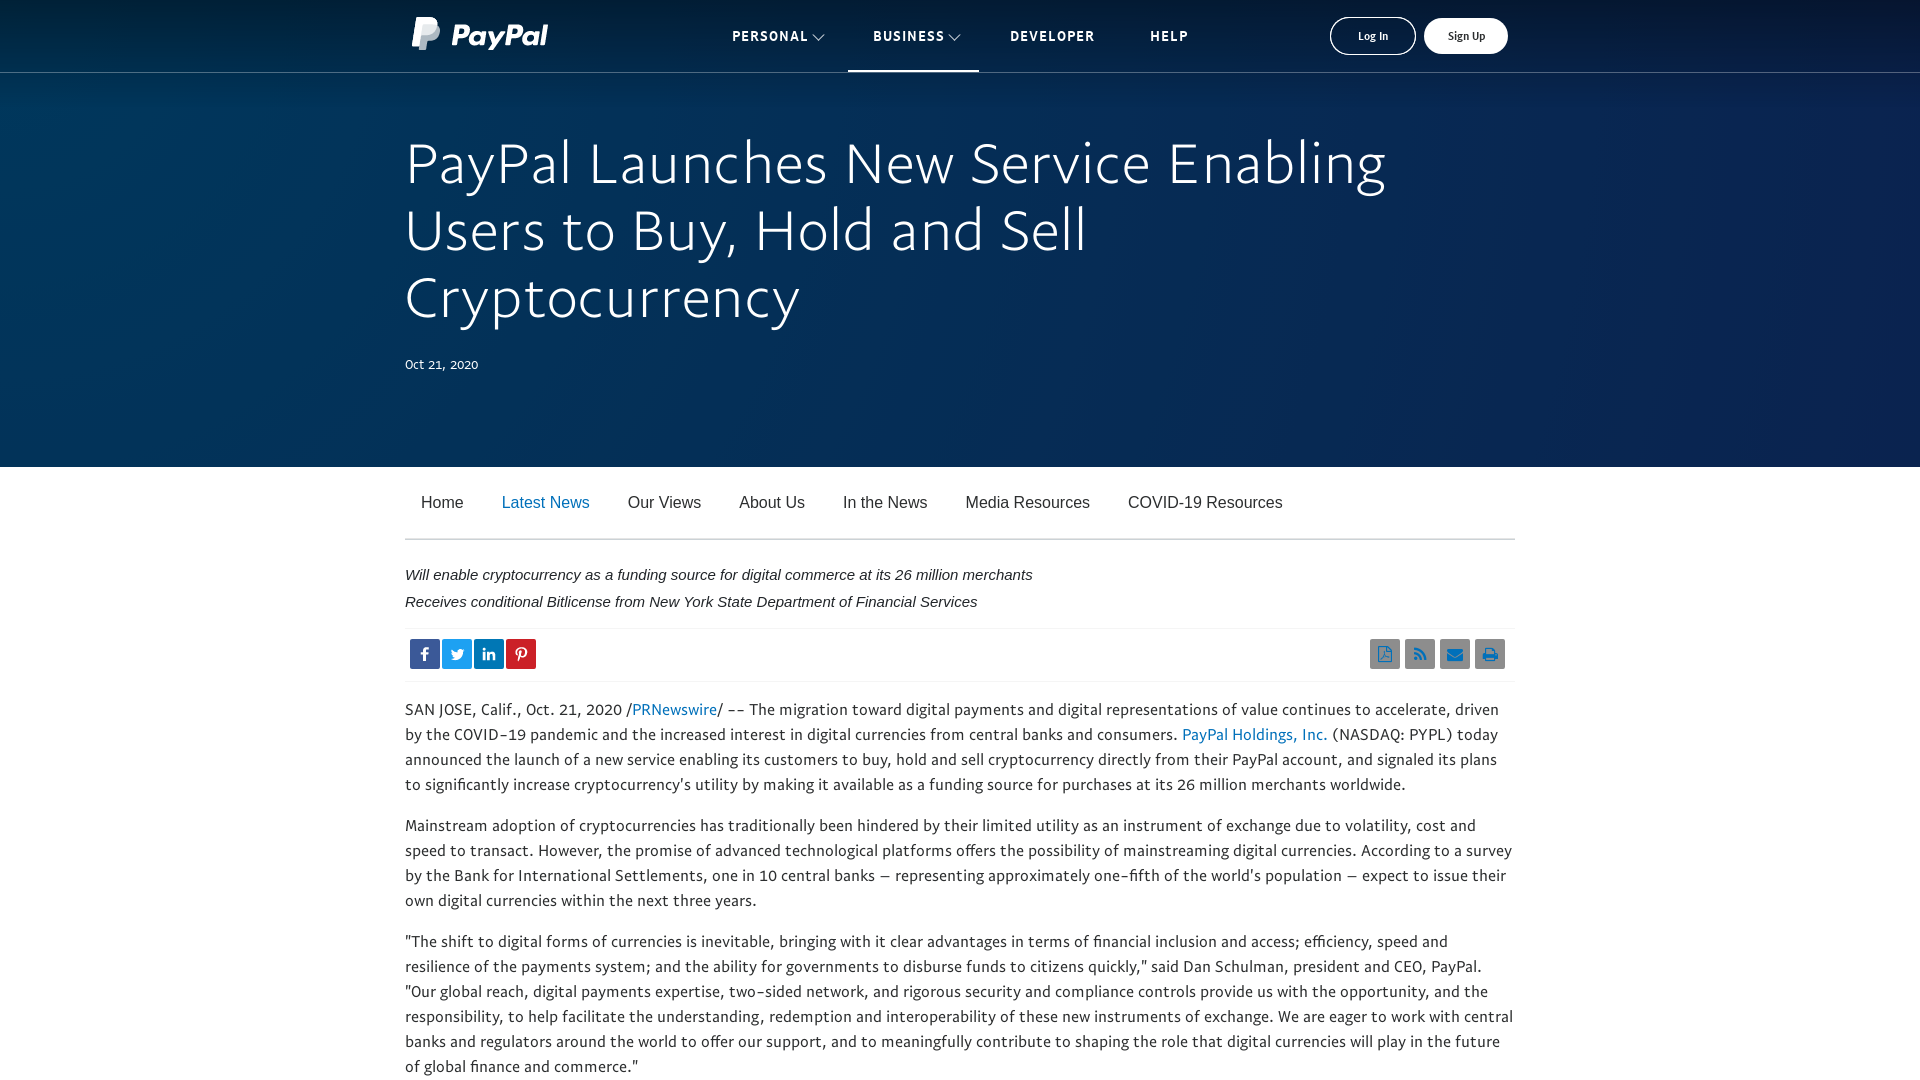 PayPal
PERSONAL
BUSINESS
DEVELOPER
HELP
Log In
Sign Up
PayPal Launches New Service Enabling
Users to Buy, Hold and Sell
Cryptocurrency
Oct 21, 2020
Home
Latest News
Our Views
About Us
In the News
Media Resources
COVID-19 Resources
Will enable cryptocurrency as a funding source for digital commerce at its 26 million merchants
Receives conditional Bitlicense from New York State Department of Financial Services
SAN JOSE, Calif., Oct. 21, 2020 /PRNewswire/ -- The migration toward digital payments and digital representations of value continues to accelerate, driven
by the COVID-19 pandemic and the increased interest in digital currencies from central banks and consumers. PayPal Holdings, Inc. (NASDAQ: PYPL) today
announced the launch of a new service enabling its customers to buy, hold and sell cryptocurrency directly from their PayPal account, and signaled its plans
to significantly increase cryptocurrency's utility by making it available as a funding source for purchases at its 26 million merchants worldwide.
Mainstream adoption of cryptocurrencies has traditionally been hindered by their limited utility as an instrument of exchange due to volatility, cost and
speed to transact. However, the promise of advanced technological platforms offers the possibility of mainstreaming digital currencies. According to a survey
by the Bank for International Settlements, one in 10 central banks – representing approximately one-fifth of the world's population – expect to issue their
own digital currencies within the next three years.
"The shift to digital forms of currencies is inevitable, bringing with it clear advantages in terms of financial inclusion and access; efficiency, speed and
resilience of the payments system; and the ability for governments to disburse funds to citizens quickly," said Dan Schulman, president and CEO, PayPal.
"Our global reach, digital payments expertise, two-sided network, and rigorous security and compliance controls provide us with the opportunity, and the
responsibility, to help facilitate the understanding, redemption and interoperability of these new instruments of exchange. We are eager to work with central
banks and regulators around the world to offer our support, and to meaningfully contribute to shaping the role that digital currencies will play in the future
of global finance and commerce."